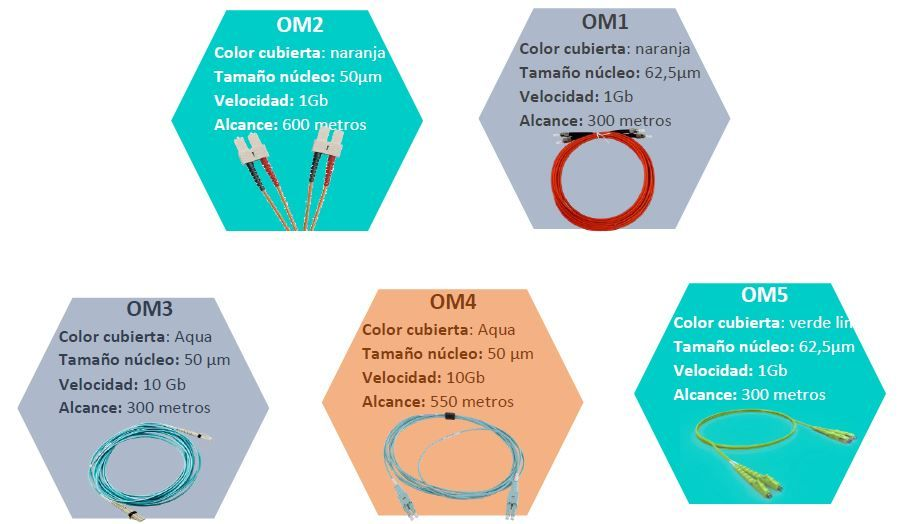 OM2
Color cubierta: naranja
Tamaño núcleo: 50µm
Velocidad: 1Gb
Alcance: 600 metros
OM1
Color cubierta: naranja
Tamaño núcleo: 62,5µm
Velocidad: 1Gb
Alcance: 300 metros
OM3
Color cubierta: Aqua
Tamaño núcleo: 50 µm
Velocidad: 10 Gb
Alcance: 300 metros
OM4
Color cubierta: Aqua
Tamaño núcleo: 50 µm
Velocidad: 10Gb
Alcance: 550 metros
OM5
Color cubierta: verde
Tamaño núcleo: 62,5µm
Velocidad: 1Gb
Alcance: 300 metros